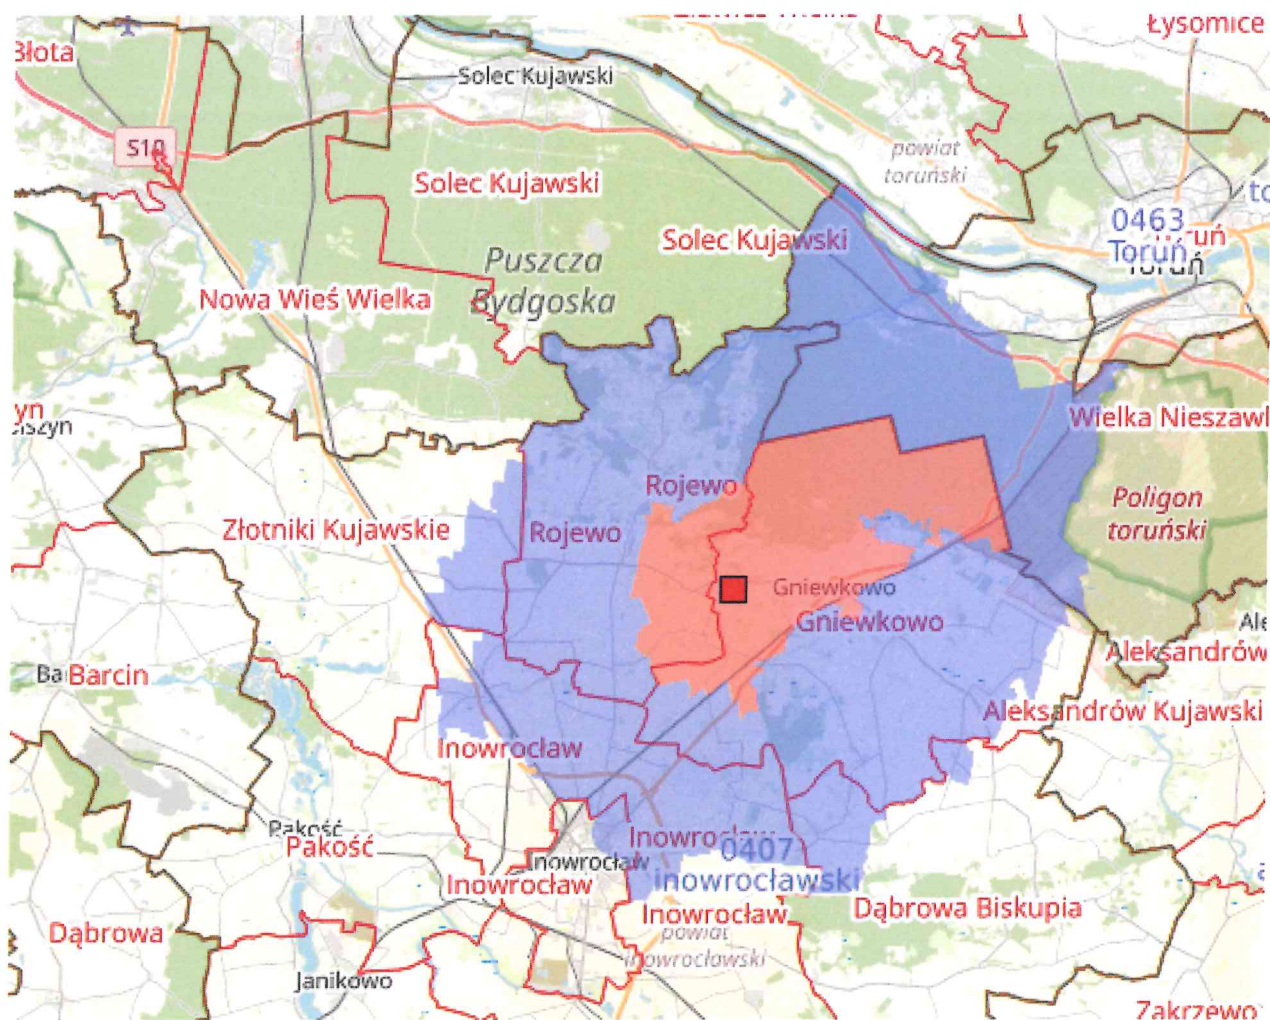 Łysomice
Błota
Solec Kujawski
S10
powiat
toruński
Solec Kujawski
0463
Toruń
Toruń
Solec Kujawski
Puszcza
Bydgoska
Nowa Wieś Wielka
Wielka Nieszawk
Rojewo
Poligon
toruński
Złotniki Kujawskie
Rojewo
Gniewkowo
Gniewkowo
Barcin
Aleksandrów
Aleksandrów Kujawski
Inowrocław
Pakość
Pakość
Inowrocław
0407
inowrocławski
Inowrocław
Inowrocław
Inowrocław
Dąbrowa Biskupia
powiat
inowrocławski
Dąbrowa
Janikowo
Zakrzewo